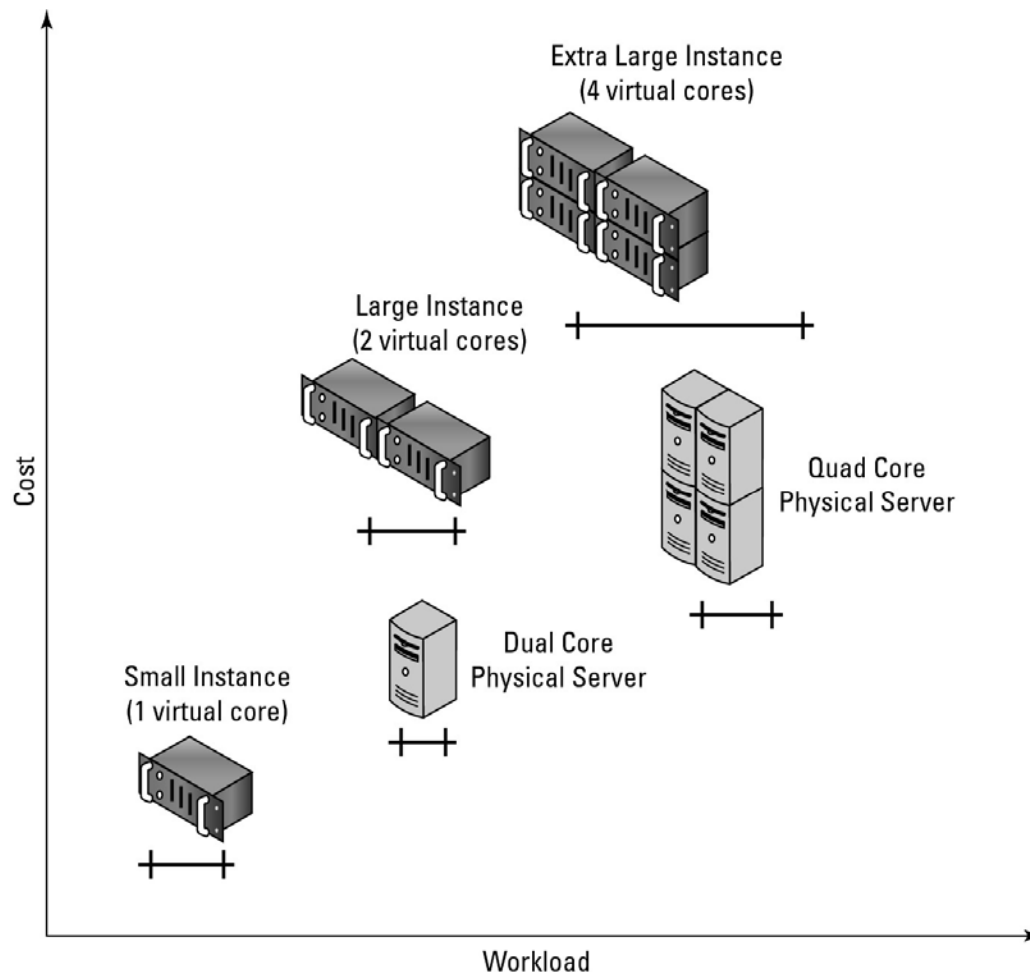 Extra Large Instance
(4 virtual cores)
Large Instance
(2 virtual cores)
Cost
Quad Core
Physical Server
Dual Core
Physical Server
Small Instance
(1 virtual core)
Workload